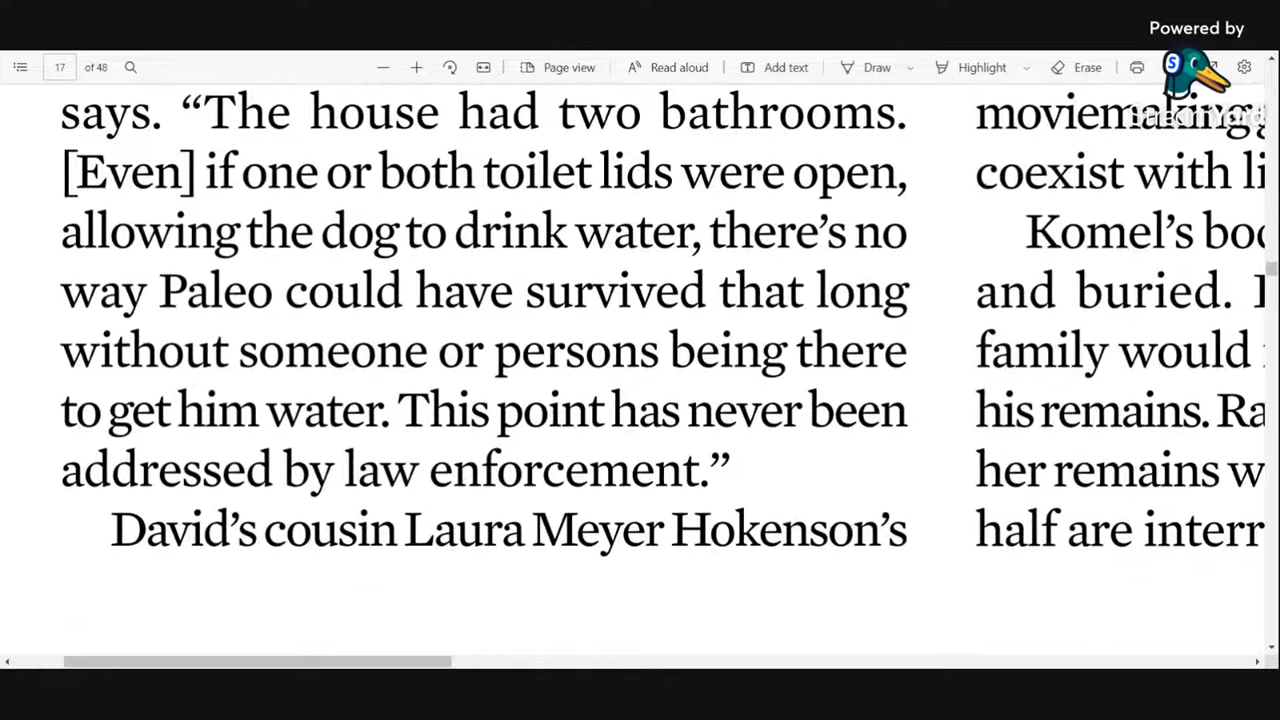 Powered by
17 of 48 Page view Read aloud Add text Draw Highlight Erase
says. “The house had two bathrooms.
[Even] if one or both toilet lids were open,
allowing the dog to drink water, there’s no
way Paleo could have survived that long
without someone or persons being there
to get him water. This point has never been
addressed by law enforcement.”
David’s cousin Laura Meyer Hokenson’s
moviemaking
coexist with
Komel’s
and buried.
family would
his remains.
her remains
half are